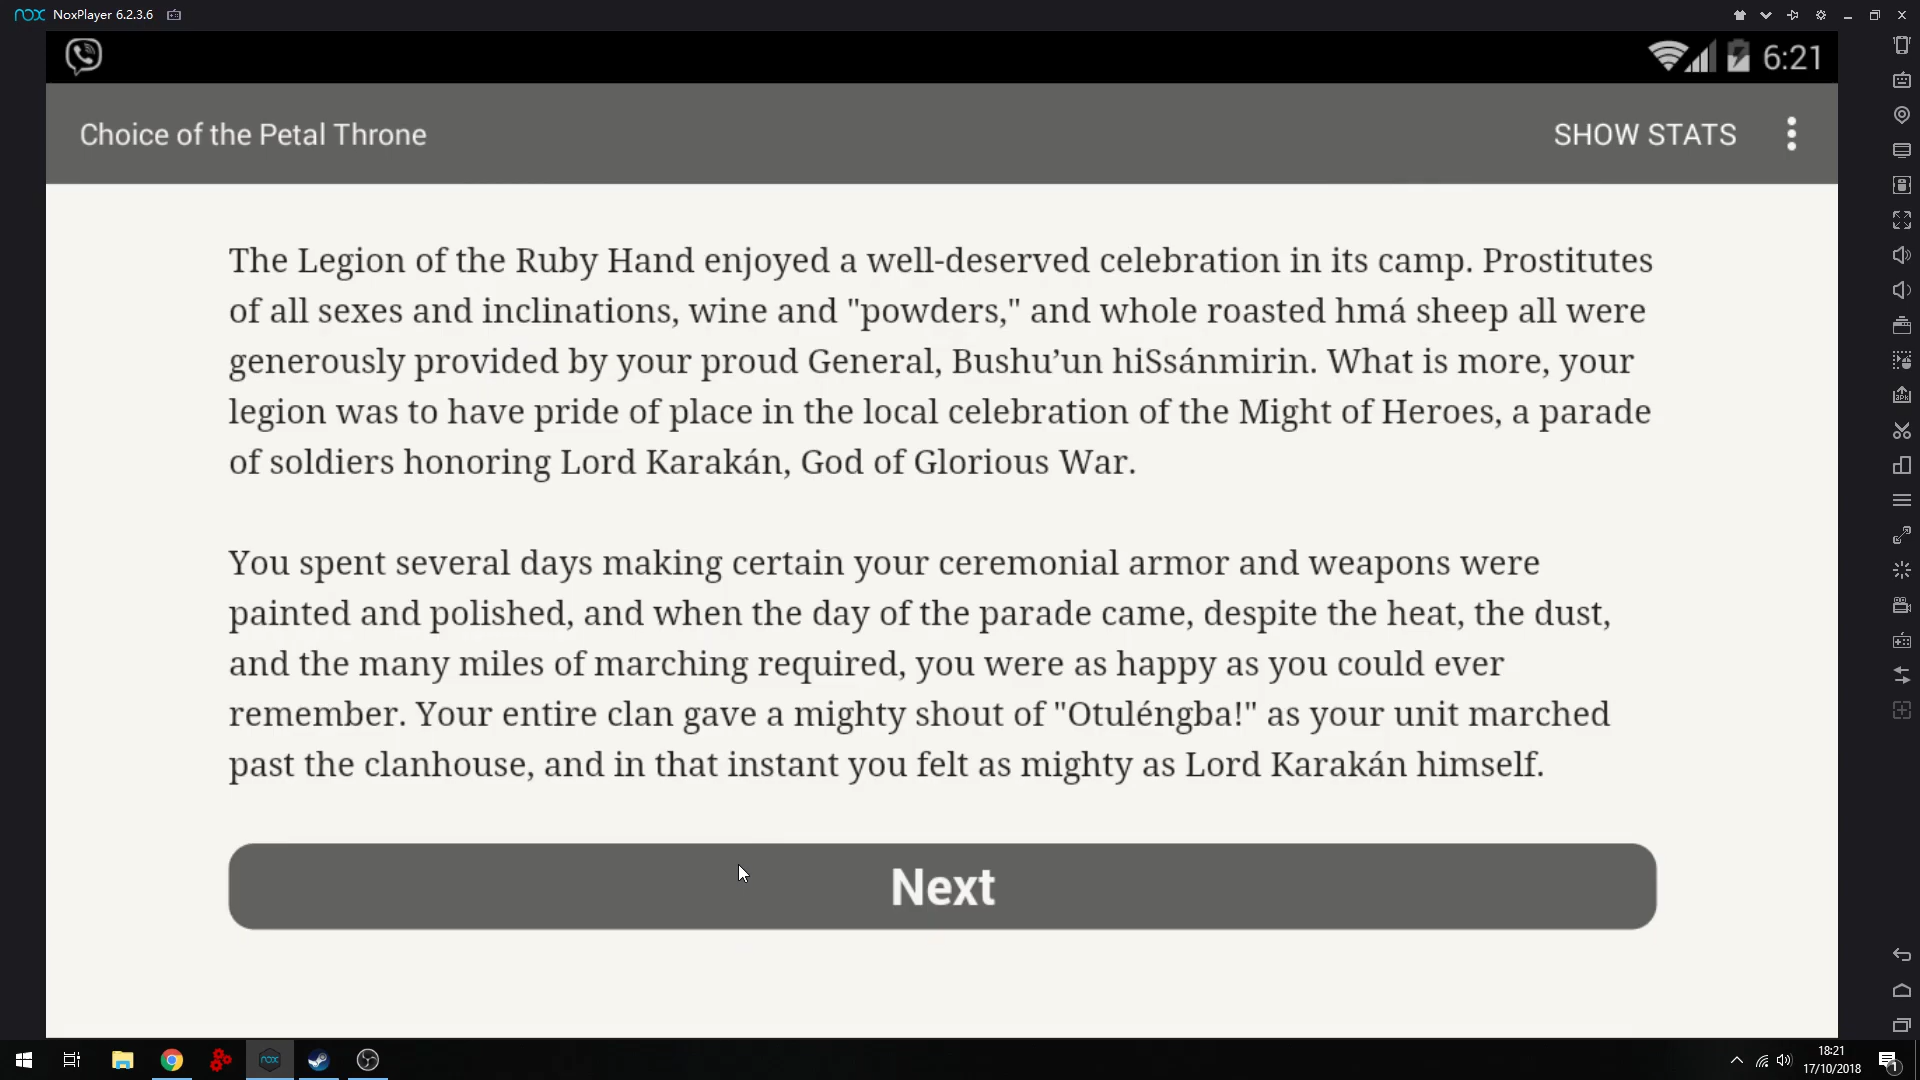 nox NoxPlayer 6.2.3.6
6:21
Choice of the Petal Throne
SHOW STATS
The Legion of the Ruby Hand enjoyed a well-deserved celebration in its camp. Prostitutes
of all sexes and inclinations, wine and "powders," and whole roasted hmá sheep all were
generously provided by your proud General, Bushu’un hiSsánmirin. What is more, your
legion was to have pride of place in the local celebration of the Might of Heroes, a parade
of soldiers honoring Lord Karakán, God of Glorious War.
You spent several days making certain your ceremonial armor and weapons were
painted and polished, and when the day of the parade came, despite the heat, the dust,
and the many miles of marching required, you were as happy as you could ever
remember. Your entire clan gave a mighty shout of "Otuléngba!" as your unit marched
past the clanhouse, and in that instant you felt as mighty as Lord Karakán himself.
Next
nox
18:21
17/10/2018
1